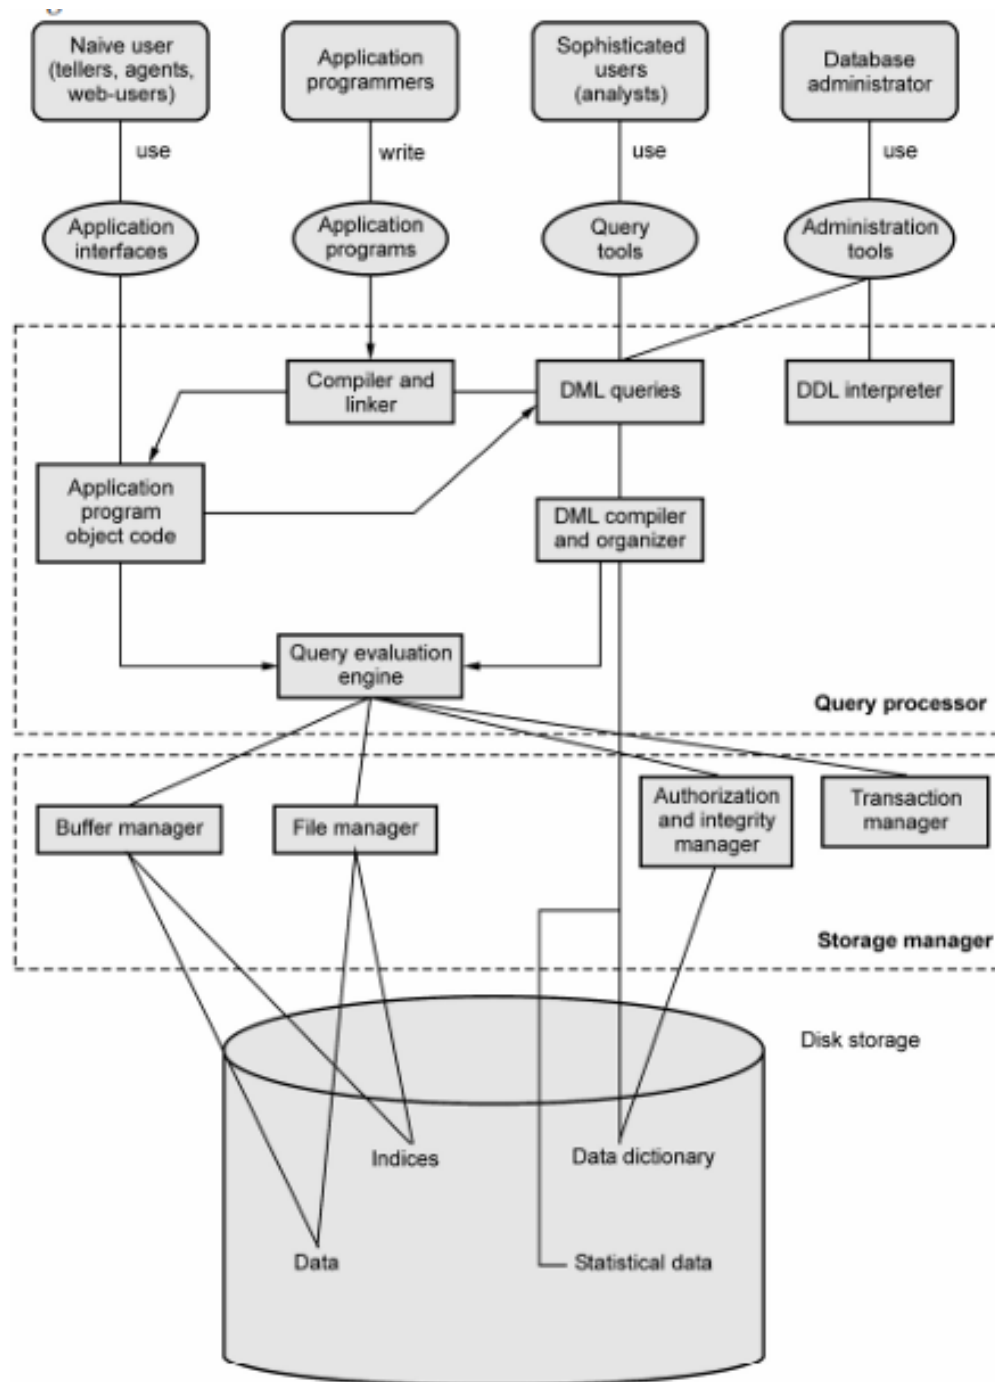 Naive user
(tellers, agents,
web-users)
Application
programmers
Sophisticated
users
(analysts)
Database
administrator
use
write
use
use
Application
interfaces
Application
programs
Query
tools
Administration
tools
Compiler and
linker
DML queries
DDL interpreter
Application
program
object code
DML compiler
and organizer
Query evaluation
engine
Query processor
Buffer manager
File manager
Authorization
and integrity
manager
Transaction
manager
Storage manager
Disk storage
Indices
Data dictionary
Data
Statistical data